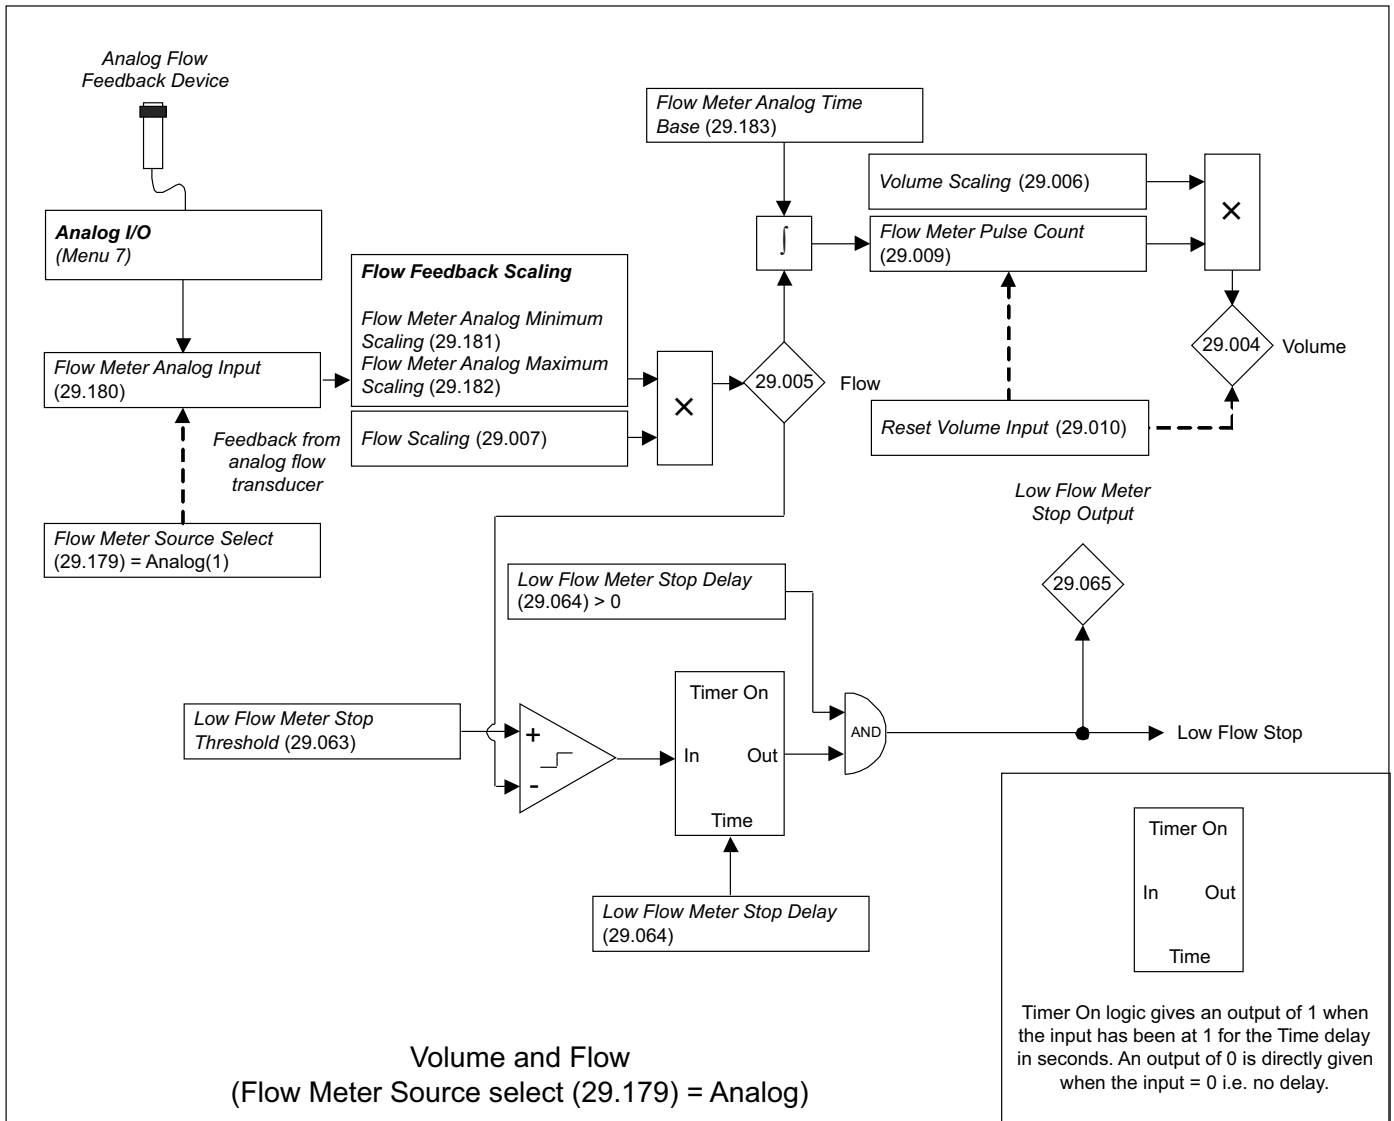 Analog Flow
Feedback Device
Analog I/O
(Menu 7)
Flow Meter Analog Input
(29.180)
Feedback from
analog flow
transducer
Flow Meter Source Select
(29.179) = Analog(1)
Flow Feedback Scaling
Flow Meter Analog Minimum
Scaling (29.181)
Flow Meter Analog Maximum
Scaling (29.182)
Flow Scaling (29.007)
×
29.005
Flow
Flow Meter Analog Time
Base (29.183)
∫
Volume Scaling (29.006)
Flow Meter Pulse Count
(29.009)
×
29.004
Volume
Reset Volume Input (29.010)
Low Flow Meter
Stop Output
29.065
Low Flow Meter Stop Delay
(29.064) > 0
Low Flow Meter Stop
Threshold (29.063)
+
-
Timer On
In Out
Time
AND
Low Flow Stop
Low Flow Meter Stop Delay
(29.064)
Timer On
In Out
Time
Timer On logic gives an output of 1 when
the input has been at 1 for the Time delay
in seconds. An output of 0 is directly given
when the input = 0 i.e. no delay.
Volume and Flow
(Flow Meter Source select (29.179) = Analog)